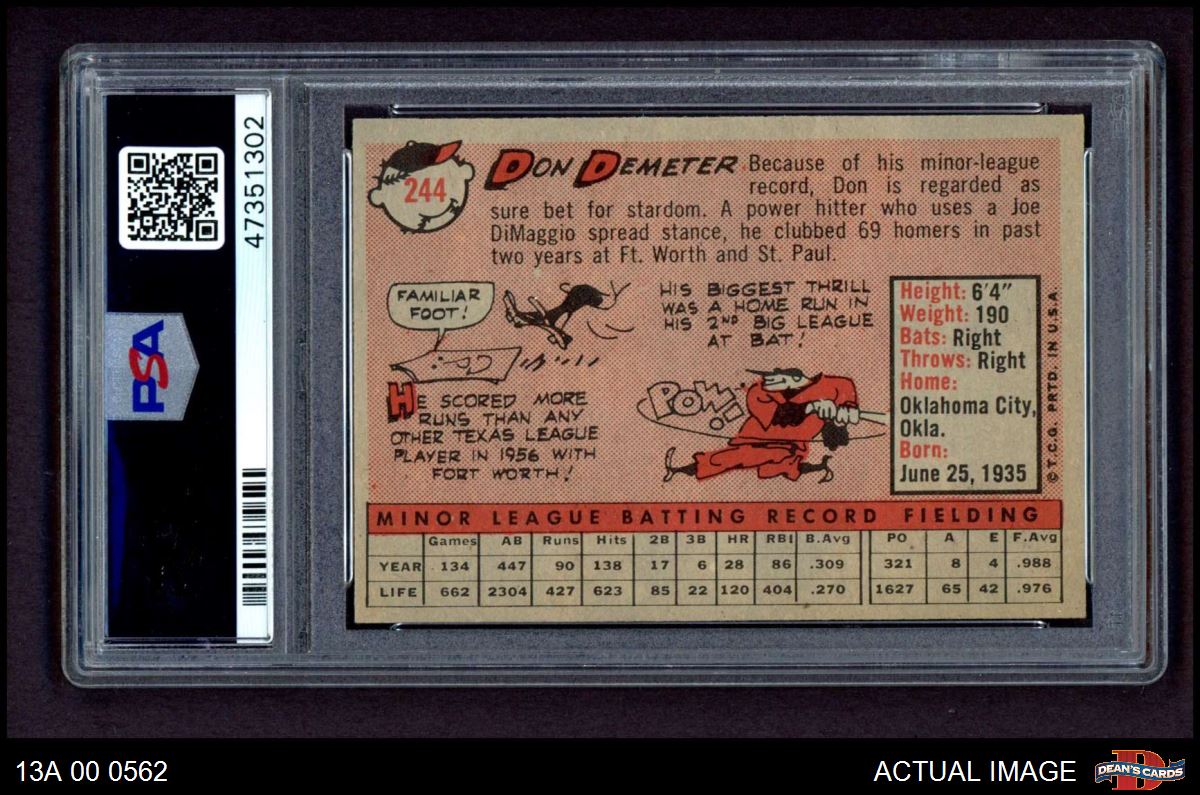 47351302
PSA
244
DON DEMETER Because of his minor-league
record, Don is regarded as
sure bet for stardom. A power hitter who uses a Joe
DiMaggio spread stance, he clubbed 69 homers in past
two years at Ft. Worth and St. Paul.
FAMILIAR
FOOT!
HE SCORED MORE
RUNS THAN ANY
OTHER TEXAS LEAGUE
PLAYER IN 1956 WITH
FORT WORTH!
HIS BIGGEST THRILL
WAS A HOME RUN IN
HIS 2ND BIG LEAGUE
AT BAT!
POW!
Height: 6'4"
Weight: 190
Bats: Right
Throws: Right
Home:
Oklahoma City,
Okla.
Born:
June 25, 1935
© T.C.G. PRTD. IN U.S.A.
MINOR LEAGUE BATTING RECORD FIELDING
Games AB Runs Hits 2B 3B HR RBI B.Avg PO A E F.Avg
YEAR 134 447 90 138 17 6 28 86 .309 321 8 4 .988
LIFE 662 2304 427 623 85 22 120 404 .270 1627 65 42 .976
13A 00 0562
ACTUAL IMAGE
D
DEAN'S CARDS